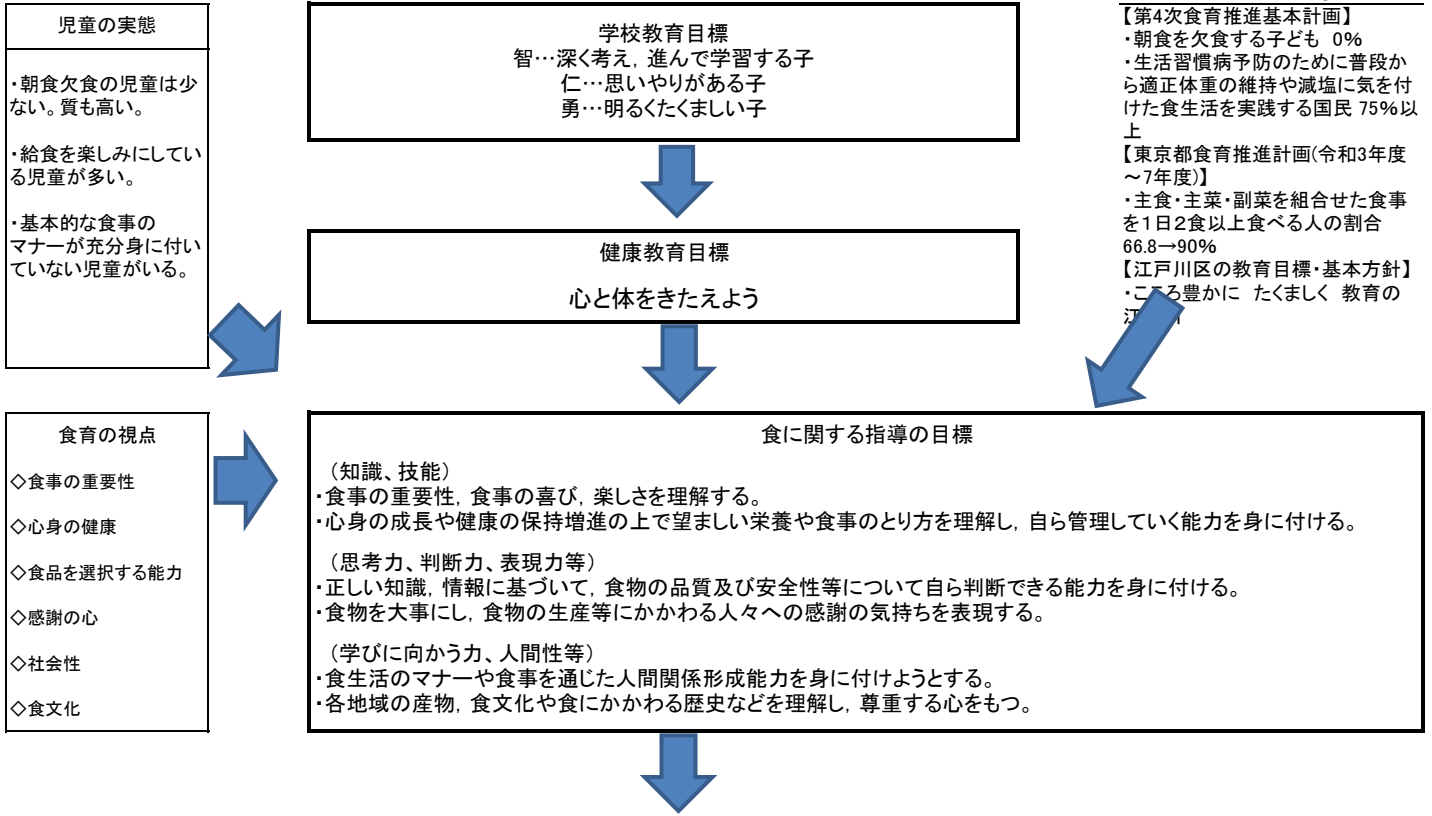 児童の実態
・朝食欠食の児童は少
ない。質も高い。
・給食を楽しみにしてい
る児童が多い。
・基本的な食事の
マナーが充分身に付い
ていない児童がいる。
学校教育目標
智…深く考え，進んで学習する子
仁…思いやりがある子
勇…明るくたくましい子
【第4次食育推進基本計画】
・朝食を欠食する子ども 0%
・生活習慣病予防のために普段か
ら適正体重の維持や減塩に気を付
けた食生活を実践する国民 75%以
上
【東京都食育推進計画(令和3年度
～7年度)】
・主食・主菜・副菜を組合せた食事
を1日2食以上食べる人の割合
66.8→90%
【江戸川区の教育目標・基本方針】
・こころ豊かに たくましく 教育の
健康教育目標
心と体をきたえよう
食育の視点
◇食事の重要性
◇心身の健康
◇食品を選択する能力
◇感謝の心
◇社会性
◇食文化
食に関する指導の目標
（知識、技能）
・食事の重要性，食事の喜び，楽しさを理解する。
・心身の成長や健康の保持増進の上で望ましい栄養や食事のとり方を理解し，自ら管理していく能力を身に付ける。
（思考力、判断力、表現力等）
・正しい知識，情報に基づいて，食物の品質及び安全性等について自ら判断できる能力を身に付ける。
・食物を大事にし，食物の生産等にかかわる人々への感謝の気持ちを表現する。
（学びに向かう力、人間性等）
・食生活のマナーや食事を通じた人間関係形成能力を身に付けようとする。
・各地域の産物，食文化や食にかかわる歴史などを理解し，尊重する心をもつ。